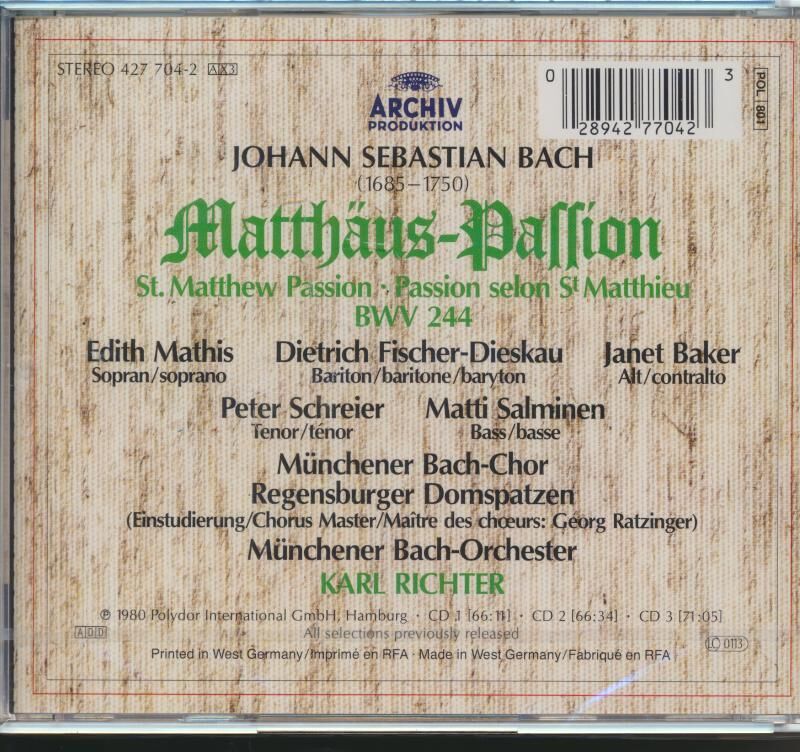 STEREO 427 704-2 AX3
ARCHIV
PRODUKTION
0 28942 77042 3
POL 801
JOHANN SEBASTIAN BACH
(1685–1750)
Matthäus-Paſſion
St. Matthew Passion · Passion selon St Matthieu
BWV 244
Edith Mathis Dietrich Fischer-Dieskau Janet Baker
Sopran/soprano Bariton/baritone/baryton Alt/contralto
Peter Schreier Matti Salminen
Tenor/ténor Bass/basse
Münchener Bach-Chor
Regensburger Domspatzen
(Einstudierung/Chorus Master/Maître des chœurs: Georg Ratzinger)
Münchener Bach-Orchester
KARL RICHTER
℗ 1980 Polydor International GmbH, Hamburg · CD 1 [66:11] · CD 2 [66:34] · CD 3 [71:05]
ADD All selections previously released LC 0113
Printed in West Germany/Imprimé en RFA · Made in West Germany/Fabriqué en RFA